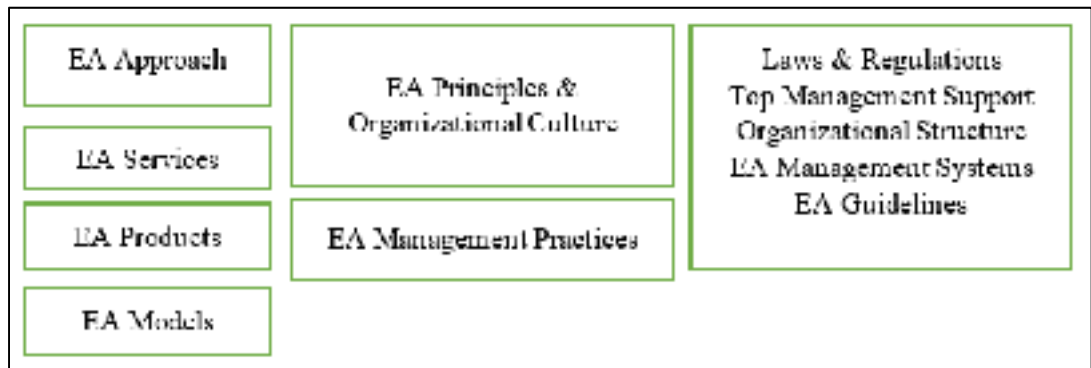 EA Approach
EA Services
EA Products
EA Models
EA Principles &
Organizational Culture
EA Management Practices
Laws & Regulations
Top Management Support
Organizational Structure
EA Management Systems
EA Guidelines